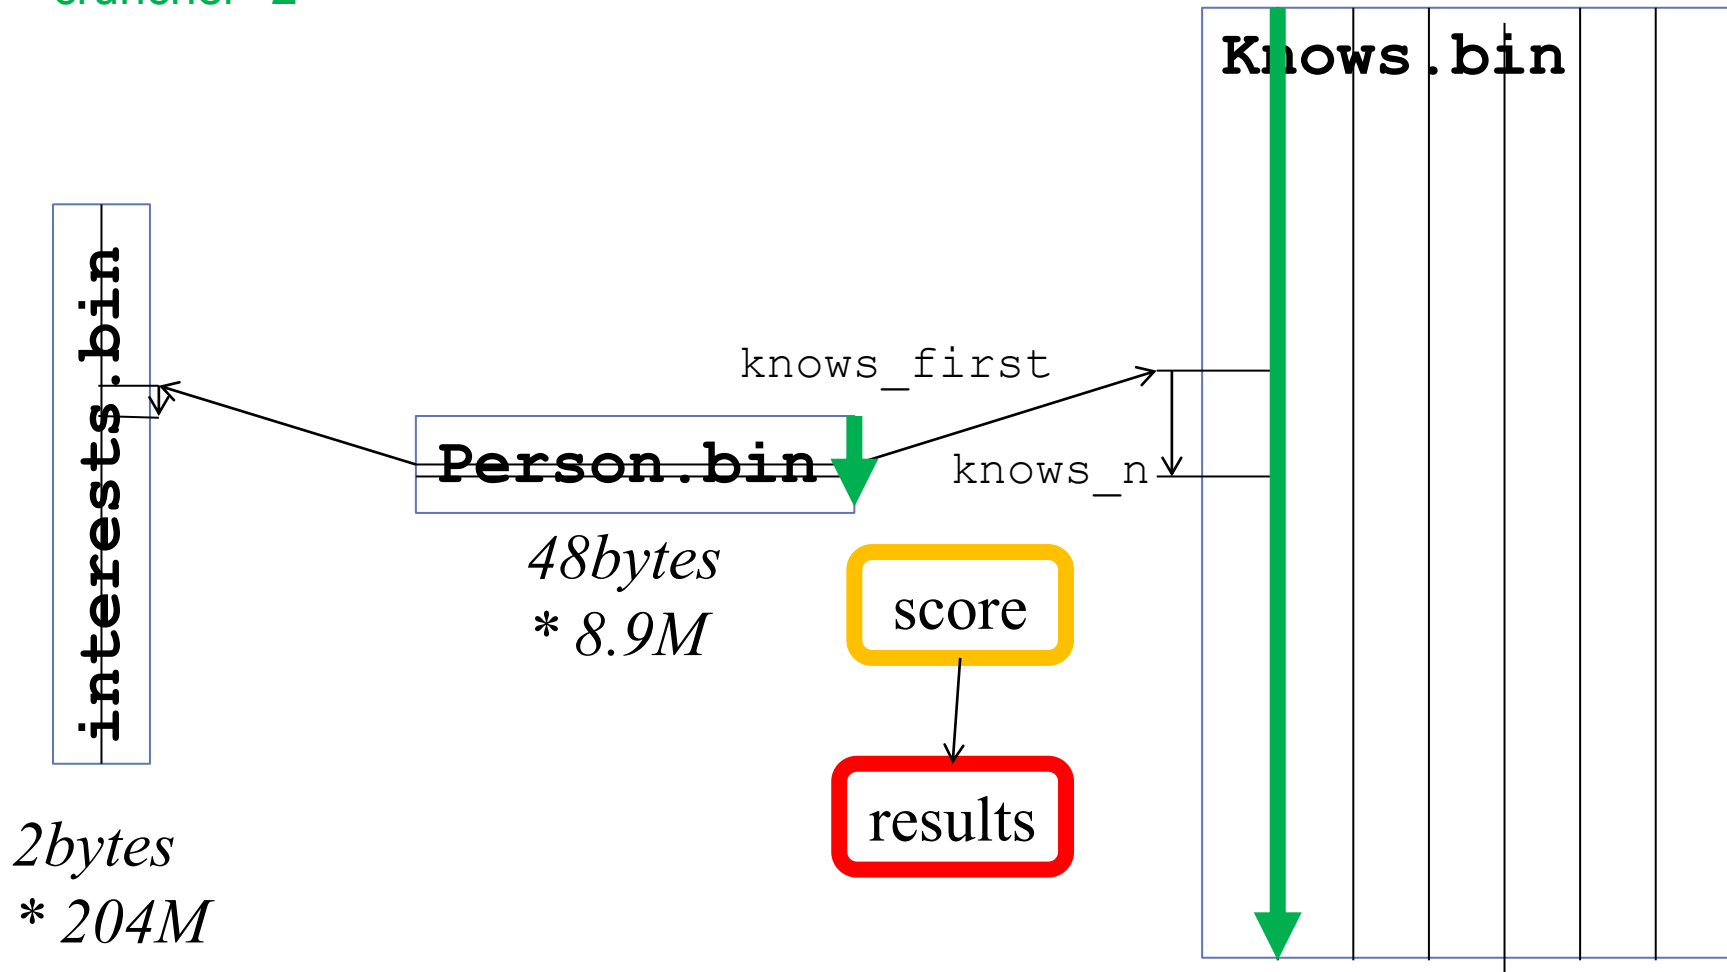 Knows.bin
interests.bin
knows_first
Person.bin
knows_n
48bytes
* 8.9M
score
results
2bytes
* 204M